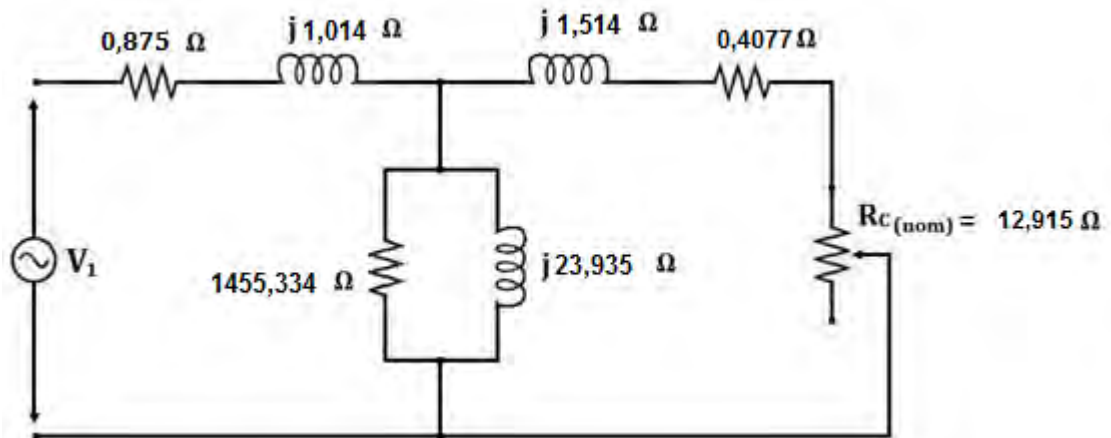 0,875 Ω
j 1,014 Ω
j 1,514 Ω
0,4077 Ω
V₁
1455,334 Ω
j 23,935 Ω
Rc(nom) = 12,915 Ω